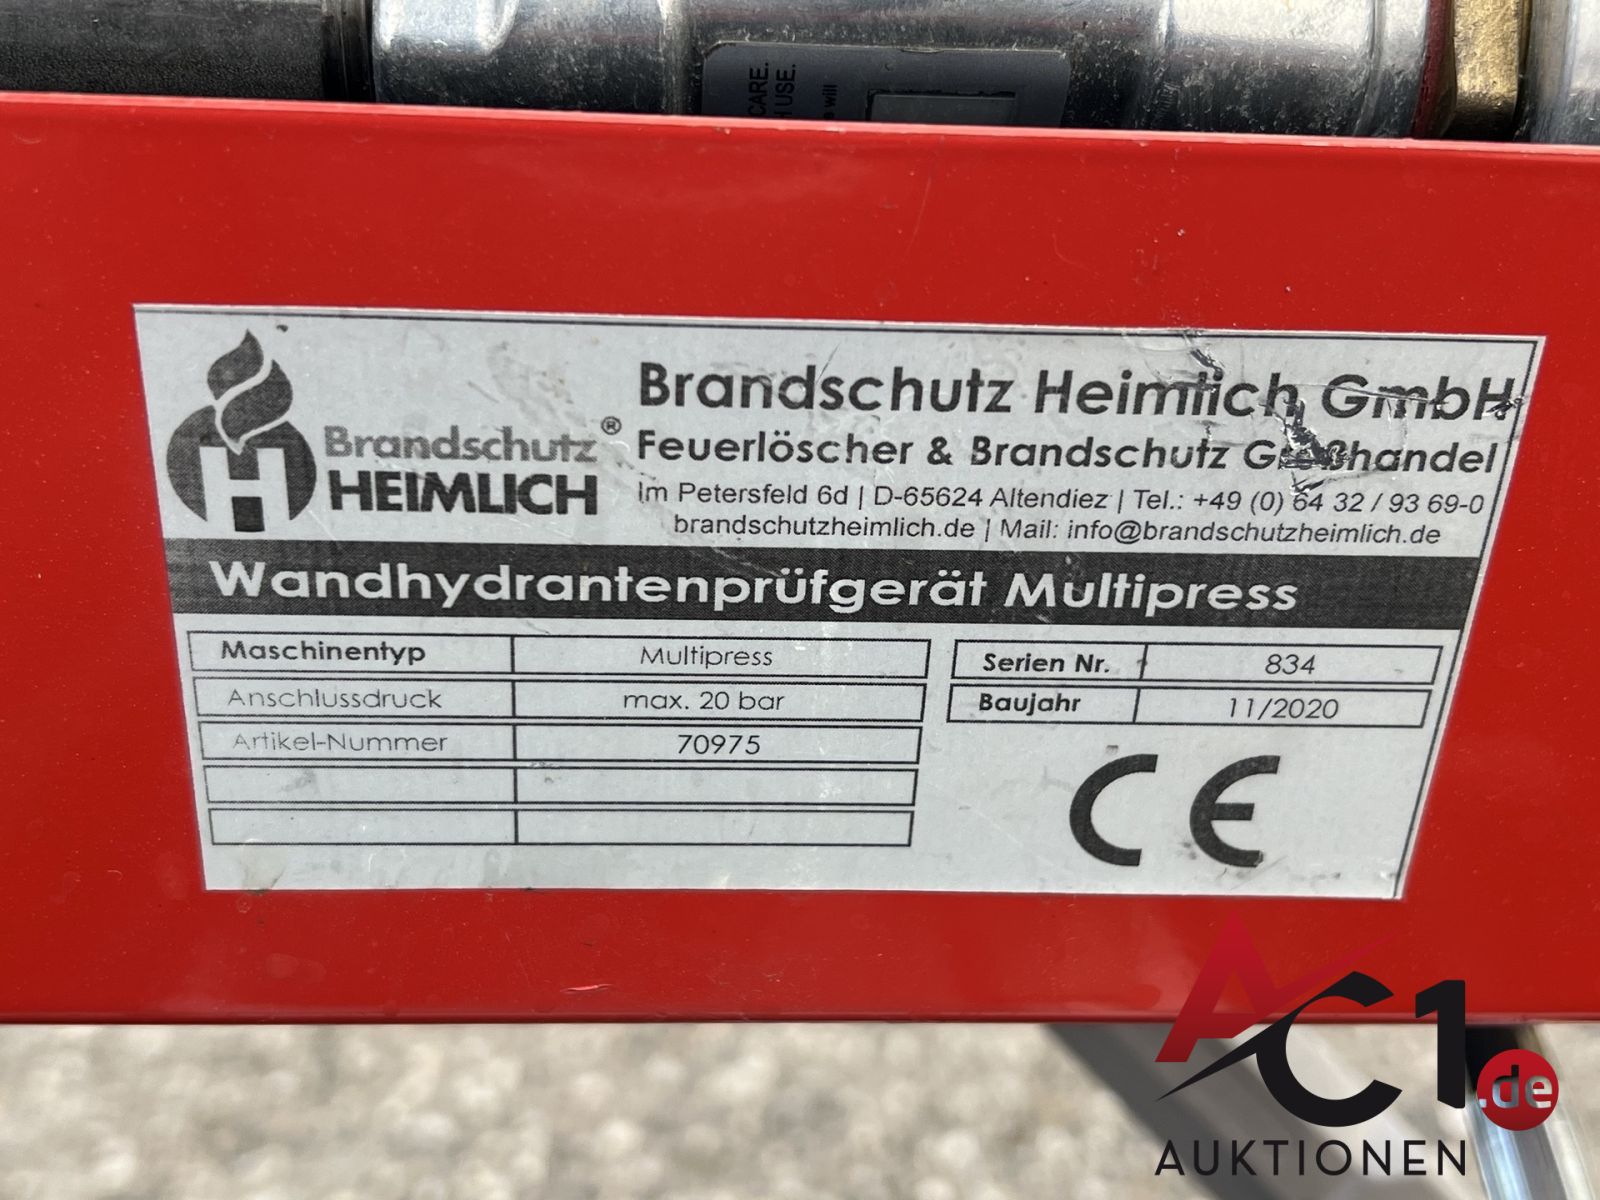 CARE.
USE.
will
Brandschutz®
HEIMLICH
Brandschutz Heimlich GmbH
Feuerlöscher & Brandschutz Großhandel
Im Petersfeld 6d | D-65624 Altendiez | Tel.: +49 (0) 64 32 / 93 69-0
brandschutzheimlich.de | Mail: info@brandschutzheimlich.de
Wandhydrantenprüfgerät Multipress
Maschinentyp Multipress
Anschlussdruck max. 20 bar
Artikel-Nummer 70975
Serien Nr. 834
Baujahr 11/2020
CE
AC1.de
AUKTIONEN